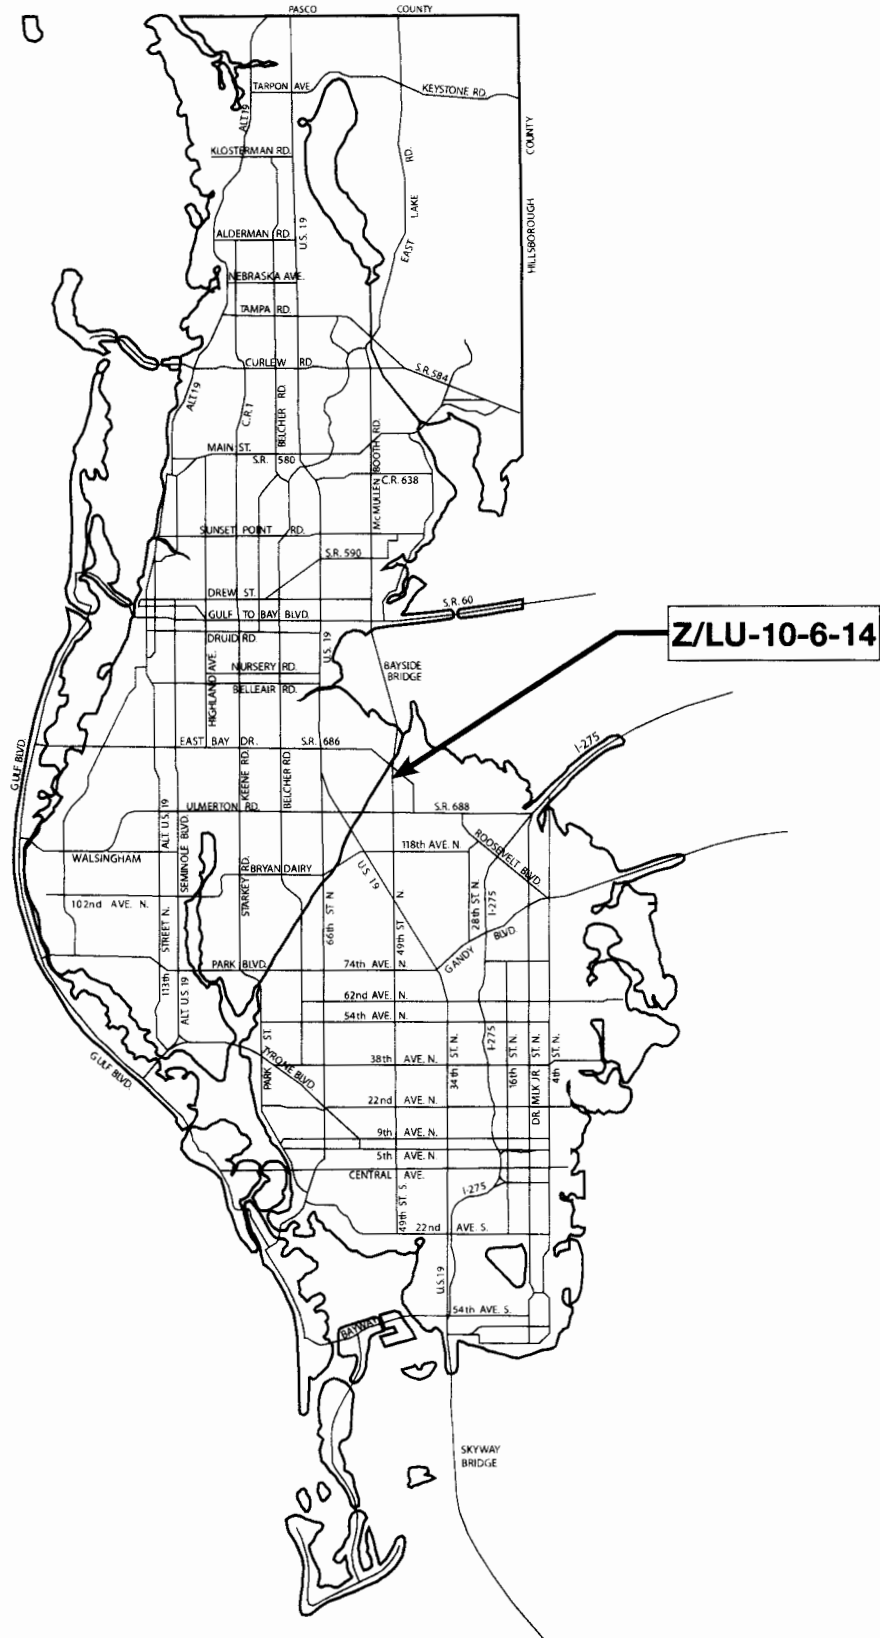 PASCO COUNTY
TARPON AVE
KEYSTONE RD.
ALT 19
KLOSTERMAN RD.
HILLSBOROUGH COUNTY
EAST LAKE RD.
U.S. 19
ALDERMAN RD.
NEBRASKA AVE.
TAMPA RD.
CURLEW RD.
S.R. 584
ALT 19
C.R. 1
BELCHER RD.
MAIN ST.
S.R. 580
McMULLEN BOOTH RD.
C.R. 638
SUNSET POINT RD.
S.R. 590
DREW ST.
S.R. 60
GULF TO BAY BLVD.
DRUID RD
U.S. 19
Z/LU-10-6-14
HIGHLAND AVE.
NURSERY RD.
BAYSIDE
BRIDGE
BELLEAIR RD.
GULF BLVD.
EAST BAY DR.
S.R. 686
I-275
KEENE RD.
BELCHER RD.
ULMERTON RD.
S.R. 688
ALT. U.S. 19
SEMINOLE BLVD.
WALSINGHAM
118th AVE. N
ROOSEVELT BLVD.
BRYAN DAIRY
STARKEY RD.
U.S. 19
102nd AVE. N.
66th ST. N
49th ST. N.
28th ST. N
I-275
GANDY BLVD.
113th STREET N.
PARK BLVD.
74th AVE. N.
ALT U.S. 19
62nd AVE. N.
54th AVE. N.
GULF BLVD.
PARK ST.
TYRONE BLVD.
38th AVE. N.
34th ST. N.
I-275
16th ST. N.
DR. MLK JR. ST. N.
4th ST. N.
22nd AVE. N.
9th AVE. N.
5th AVE. N.
CENTRAL AVE.
I-275
49th ST. S.
22nd AVE. S.
U.S. 19
54th AVE. S.
BAYWAY
SKYWAY
BRIDGE